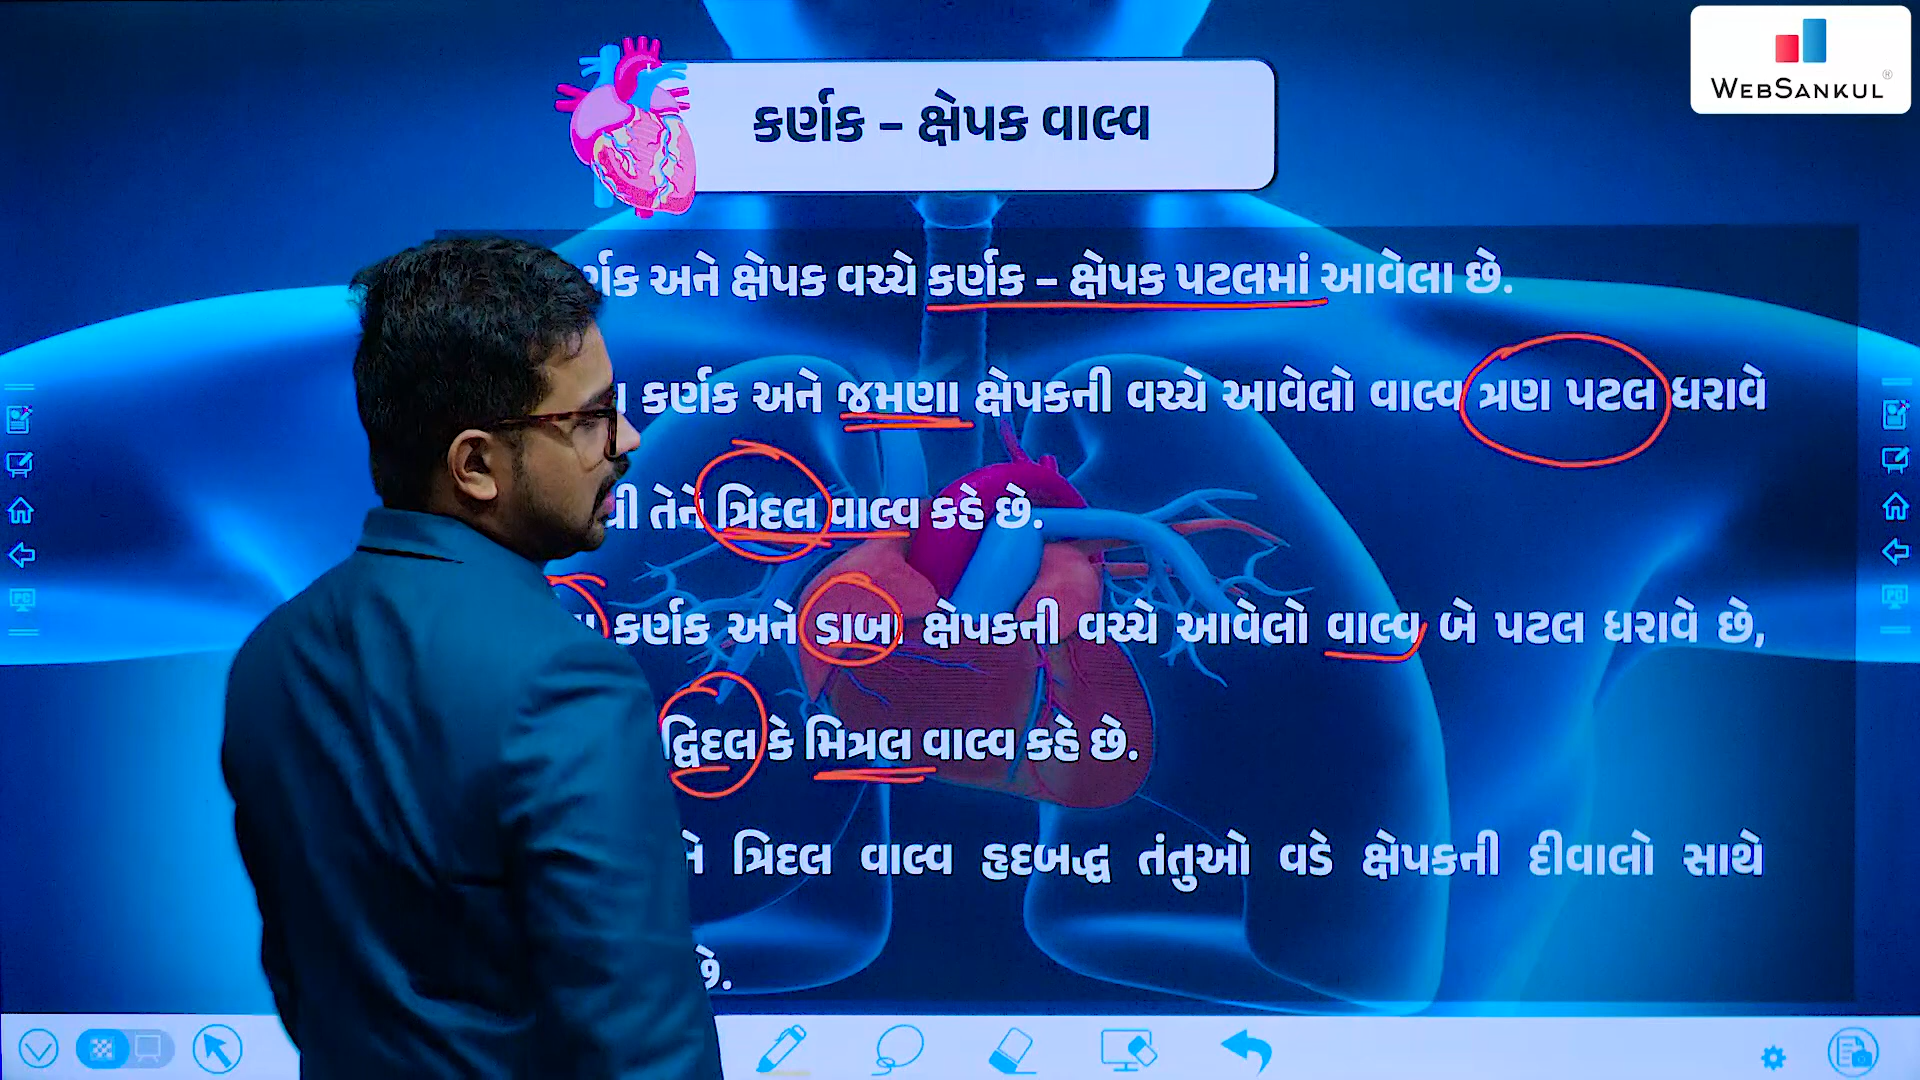 WEBSANKUL
કર્ણક – ક્ષેપક વાલ્વ
અને ક્ષેપક વચ્ચે કર્ણક – ક્ષેપક પટલમાં આવેલા છે.
કર્ણક અને જમણા ક્ષેપકની વચ્ચે આવેલો વાલ્વ ત્રણ પટલ ધરાવે
તેને ત્રિદલ વાલ્વ કહે છે.
કર્ણક અને ડાબા ક્ષેપકની વચ્ચે આવેલો વાલ્વ બે પટલ ધરાવે છે,
દ્વિદલ કે મિત્રલ વાલ્વ કહે છે.
ત્રિદલ વાલ્વ હૃદબદ્ધ તંતુઓ વડે ક્ષેપકની દીવાલો સાથે
છે.